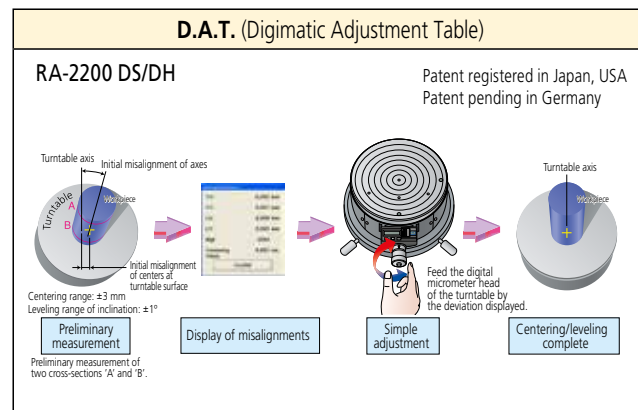 D.A.T. (Digimatic Adjustment Table)
RA-2200 DS/DH
Patent registered in Japan, USA
Patent pending in Germany
Turntable axis
Initial misalignment of axes
Turntable
A
B
Workpiece
Initial misalignment
of centers at
turntable surface
Centering range: ±3 mm
Leveling range of inclination: ±1º
Preliminary
measurement
Preliminary measurement of
two cross-sections ‘A’ and ‘B’.
Display of misalignments
Feed the digital
micrometer head
of the turntable by
the deviation displayed.
Simple
adjustment
Turntable axis
Workpiece
Centering/leveling
complete